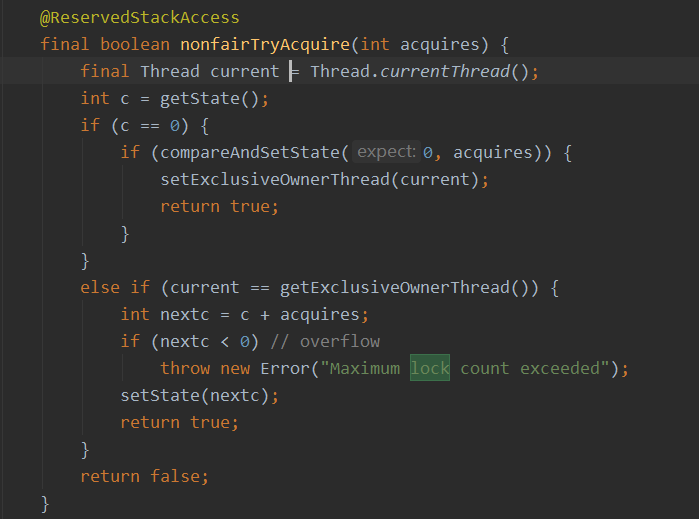 @ReservedStackAccess
final boolean nonfairTryAcquire(int acquires) {
final Thread current = Thread.currentThread();
int c = getState();
if (c == 0) {
if (compareAndSetState( expect: 0, acquires)) {
setExclusiveOwnerThread(current);
return true;
}
}
else if (current == getExclusiveOwnerThread()) {
int nextc = c + acquires;
if (nextc < 0) // overflow
throw new Error("Maximum lock count exceeded");
setState(nextc);
return true;
}
return false;
}